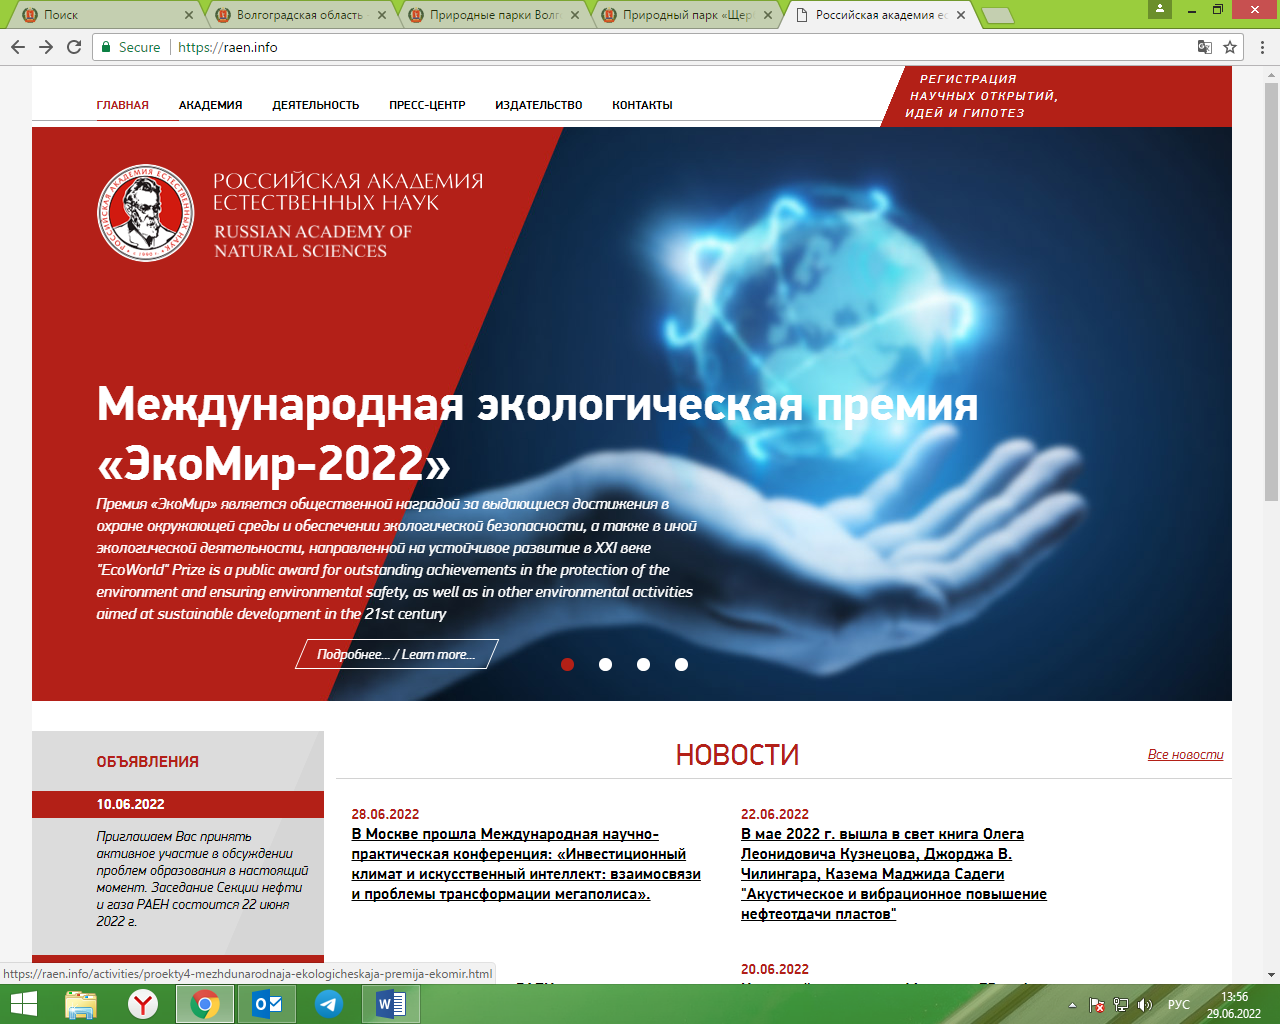 Поиск
Волгоградская область
Природные парки Волг
Природный парк «Щер
Российская академия ес
Secure
https://raen.info
ГЛАВНАЯ АКАДЕМИЯ ДЕЯТЕЛЬНОСТЬ ПРЕСС-ЦЕНТР ИЗДАТЕЛЬСТВО КОНТАКТЫ
РЕГИСТРАЦИЯ
НАУЧНЫХ ОТКРЫТИЙ,
ИДЕЙ И ГИПОТЕЗ
РОССИЙСКАЯ АКАДЕМИЯ ЕСТЕСТВЕННЫХ НАУК
1990
РОССИЙСКАЯ АКАДЕМИЯ
ЕСТЕСТВЕННЫХ НАУК
RUSSIAN ACADEMY OF
NATURAL SCIENCES
Международная экологическая премия
«ЭкоМир-2022»
Премия «ЭкоМир» является общественной наградой за выдающиеся достижения в
охране окружающей среды и обеспечении экологической безопасности, а также в иной
экологической деятельности, направленной на устойчивое развитие в XXI веке
"EcoWorld" Prize is a public award for outstanding achievements in the protection of the
environment and ensuring environmental safety, as well as in other environmental activities
aimed at sustainable development in the 21st century
Подробнее... / Learn more...
ОБЪЯВЛЕНИЯ
10.06.2022
Приглашаем Вас принять
активное участие в обсуждении
проблем образования в настоящий
момент. Заседание Секции нефти
и газа РАЕН состоится 22 июня
2022 г.
НОВОСТИ
Все новости
28.06.2022
В Москве прошла Международная научно-
практическая конференция: «Инвестиционный
климат и искусственный интеллект: взаимосвязи
и проблемы трансформации мегаполиса».
22.06.2022
В мае 2022 г. вышла в свет книга Олега
Леонидовича Кузнецова, Джорджа В.
Чилингара, Казема Маджида Садеги
"Акустическое и вибрационное повышение
нефтеотдачи пластов"
20.06.2022
https://raen.info/activities/proekty4-mezhdunarodnaja-ekologicheskaja-premija-ekomir.html
РУС
13:56
29.06.2022